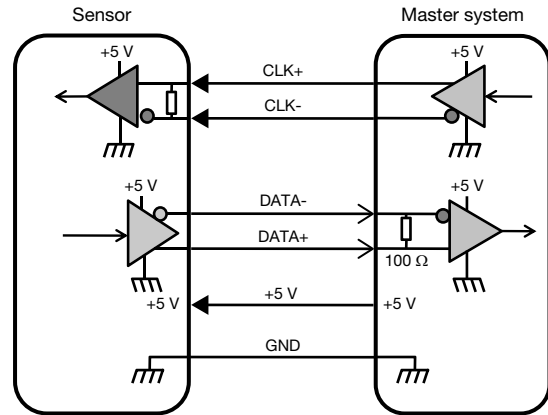 Sensor
Master system
+5 V
CLK+
+5 V
CLK-
+5 V
DATA-
+5 V
DATA+
100 Ω
+5 V
+5 V
+5 V
GND